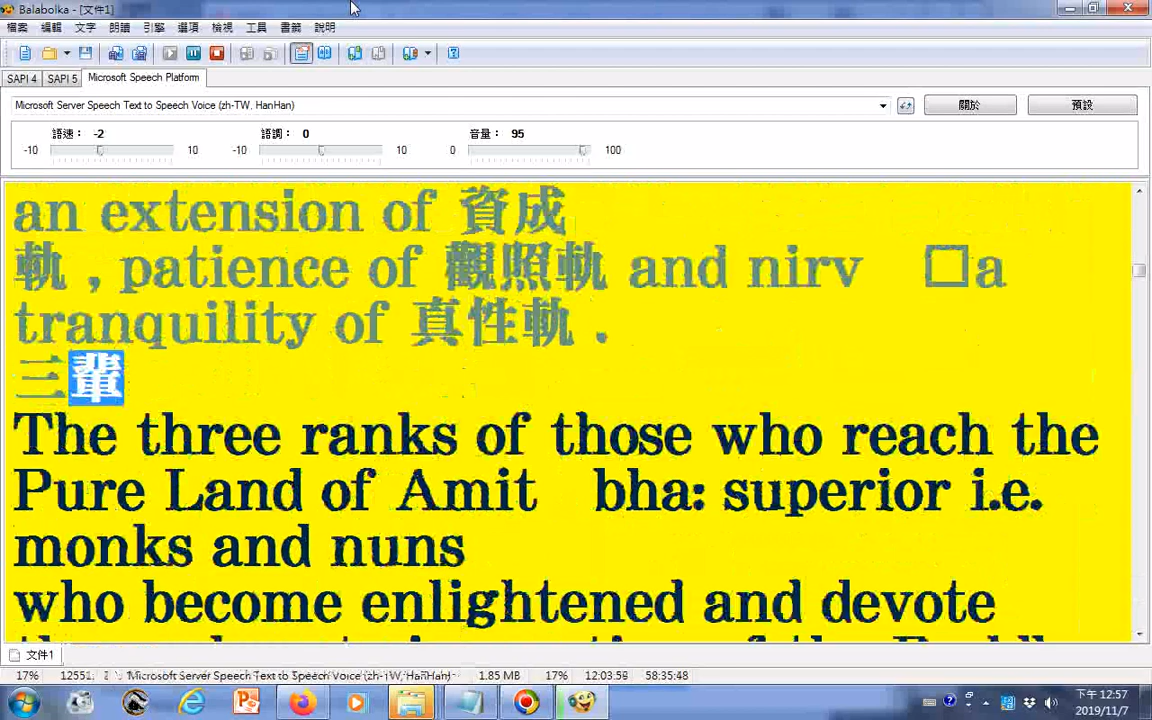 Balabolka - [文件1]
檔案 編輯 文字 朗讀 引擎 選項 檢視 工具 書籤 說明
SAPI 4 SAPI 5 Microsoft Speech Platform
Microsoft Server Speech Text to Speech Voice (zh-TW, HanHan) 關於 預設
語速： -2 語調： 0 音量： 95
-10 10 -10 10 0 100
an extension of 資成
軌 , patience of 觀照軌 and nirv □a
tranquility of 真性軌 .
三輩
The three ranks of those who reach the
Pure Land of Amit bha: superior i.e.
monks and nuns
who become enlightened and devote
文件1
17% 12551 Microsoft Server Speech Text to Speech Voice (zh-TW, HanHan) 1.85 MB 17% 12:03:59 58:35:48
下午 12:57
2019/11/7